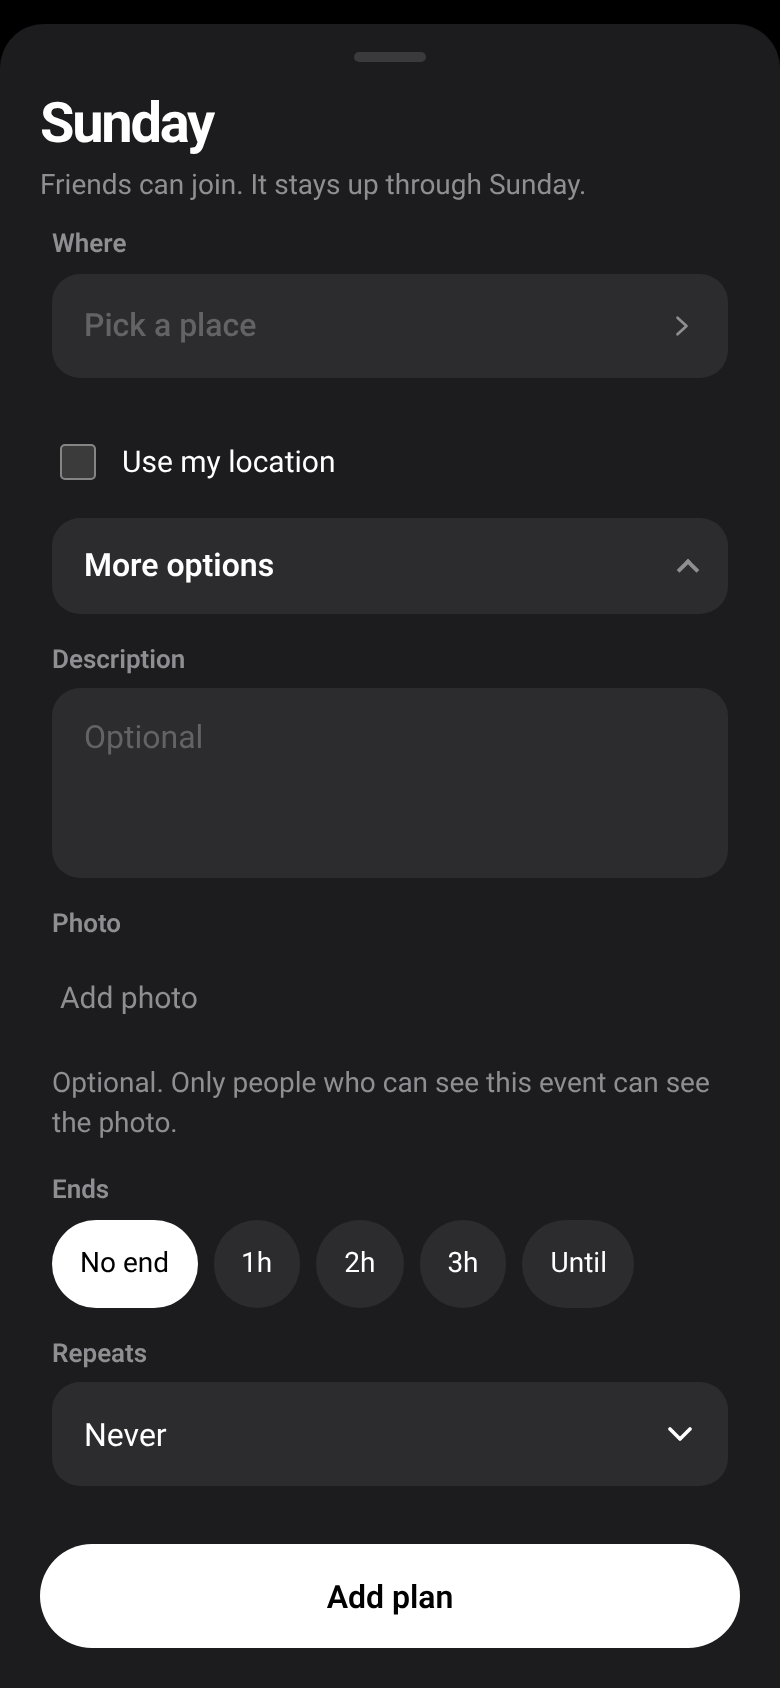 Sunday
Friends can join. It stays up through Sunday.
Where
Pick a place
Use my location
More options
Description
Optional
Photo
Add photo
Optional. Only people who can see this event can see
the photo.
Ends
No end 1h 2h 3h Until
Repeats
Never
Add plan